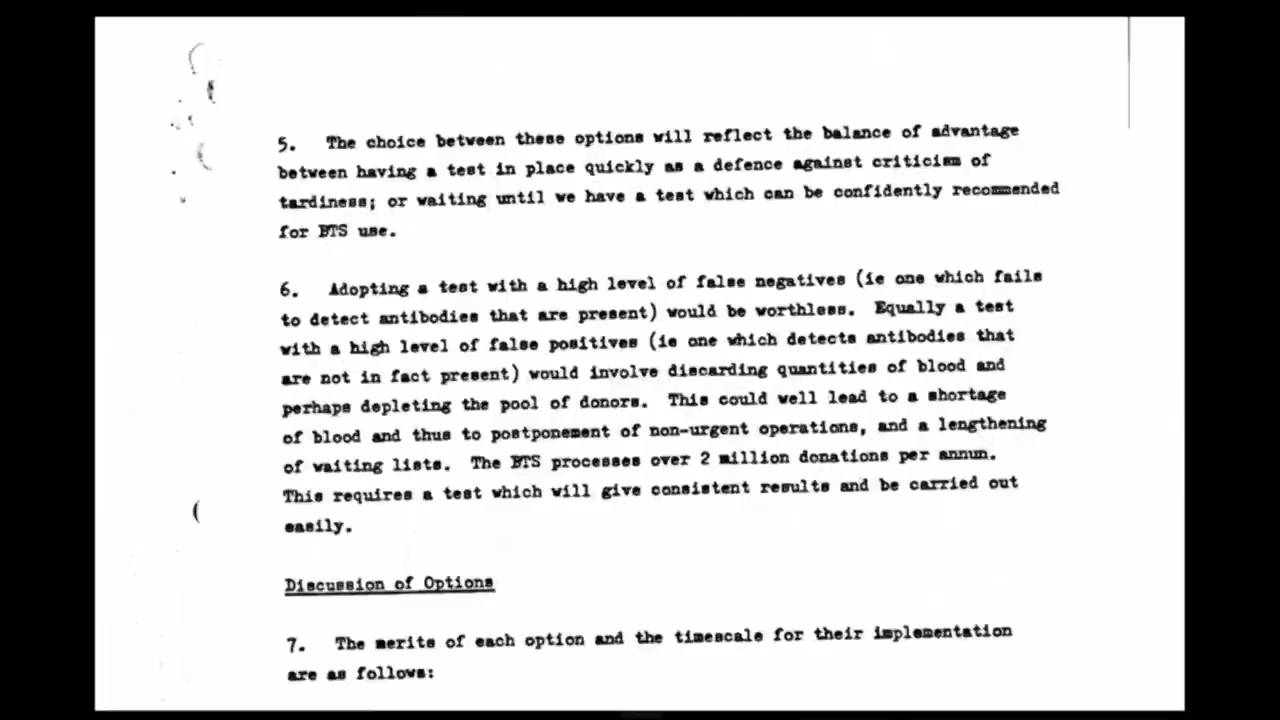 5. The choice between these options will reflect the balance of advantage
between having a test in place quickly as a defence against criticism of
tardiness; or waiting until we have a test which can be confidently recommended
for BTS use.
6. Adopting a test with a high level of false negatives (ie one which fails
to detect antibodies that are present) would be worthless. Equally a test
with a high level of false positives (ie one which detects antibodies that
are not in fact present) would involve discarding quantities of blood and
perhaps depleting the pool of donors. This could well lead to a shortage
of blood and thus to postponement of non-urgent operations, and a lengthening
of waiting lists. The BTS processes over 2 million donations per annum.
This requires a test which will give consistent results and be carried out
easily.
Discussion of Options
7. The merits of each option and the timescale for their implementation
are as follows: